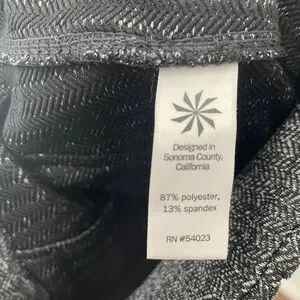 Designed in
Sonoma County,
California
87% polyester,
13% spandex
RN #54023